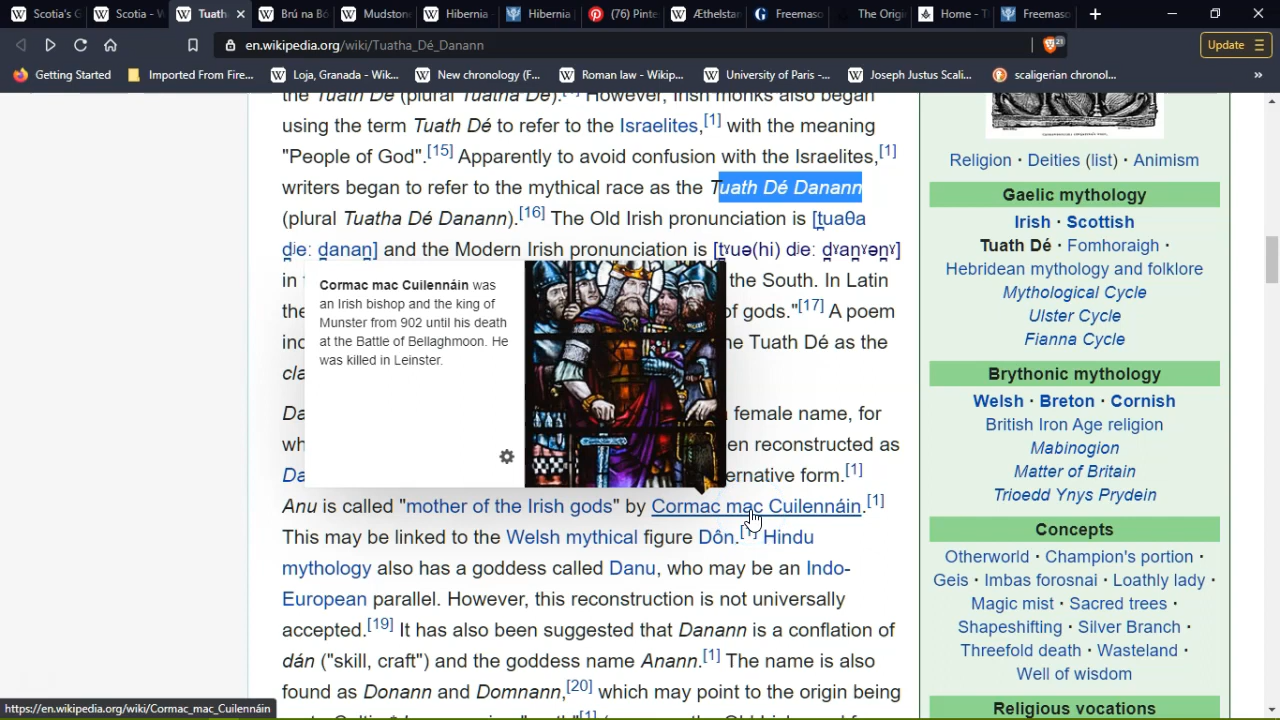 Scotia's G
Scotia - W
Tuath
Brú na Bó
Mudstone
Hibernia -
Hibernia |
(76) Pinte
Æthelstan
Freemaso
The Origi
Home - T
Freemaso
en.wikipedia.org/wiki/Tuatha_Dé_Danann
21
Update
Getting Started
Imported From Fire...
Loja, Granada - Wik...
New chronology (F...
Roman law - Wikip...
University of Paris -...
Joseph Justus Scali...
scaligerian chronol...
»
the Tuath Dé (plural Tuatha Dé). However, Irish monks also began
using the term Tuath Dé to refer to the Israelites,[1] with the meaning
"People of God".[15] Apparently to avoid confusion with the Israelites,[1]
writers began to refer to the mythical race as the Tuath Dé Danann
(plural Tuatha Dé Danann).[16] The Old Irish pronunciation is [t̪uaθa
d̠ʲeː d̪anan̪] and the Modern Irish pronunciation is [t̪ˠuə(hi) dʲeː d̪ˠan̪ˠən̪ˠ]
in the South. In Latin
the of gods."[17] A poem
inc he Tuath Dé as the
cla
Da female name, for
wh en reconstructed as
Da ernative form.[1]
Cormac mac Cuilennáin was
an Irish bishop and the king of
Munster from 902 until his death
at the Battle of Bellaghmoon. He
was killed in Leinster.
Anu is called "mother of the Irish gods" by Cormac mac Cuilennáin.[1]
This may be linked to the Welsh mythical figure Dôn. Hindu
mythology also has a goddess called Danu, who may be an Indo-
European parallel. However, this reconstruction is not universally
accepted.[19] It has also been suggested that Danann is a conflation of
dán ("skill, craft") and the goddess name Anann.[1] The name is also
found as Donann and Domnann,[20] which may point to the origin being
Religion · Deities (list) · Animism
Gaelic mythology
Irish · Scottish
Tuath Dé · Fomhoraigh ·
Hebridean mythology and folklore
Mythological Cycle
Ulster Cycle
Fianna Cycle
Brythonic mythology
Welsh · Breton · Cornish
British Iron Age religion
Mabinogion
Matter of Britain
Trioedd Ynys Prydein
Concepts
Otherworld · Champion's portion ·
Geis · Imbas forosnai · Loathly lady ·
Magic mist · Sacred trees ·
Shapeshifting · Silver Branch ·
Threefold death · Wasteland ·
Well of wisdom
Religious vocations
https://en.wikipedia.org/wiki/Cormac_mac_Cuilennáin